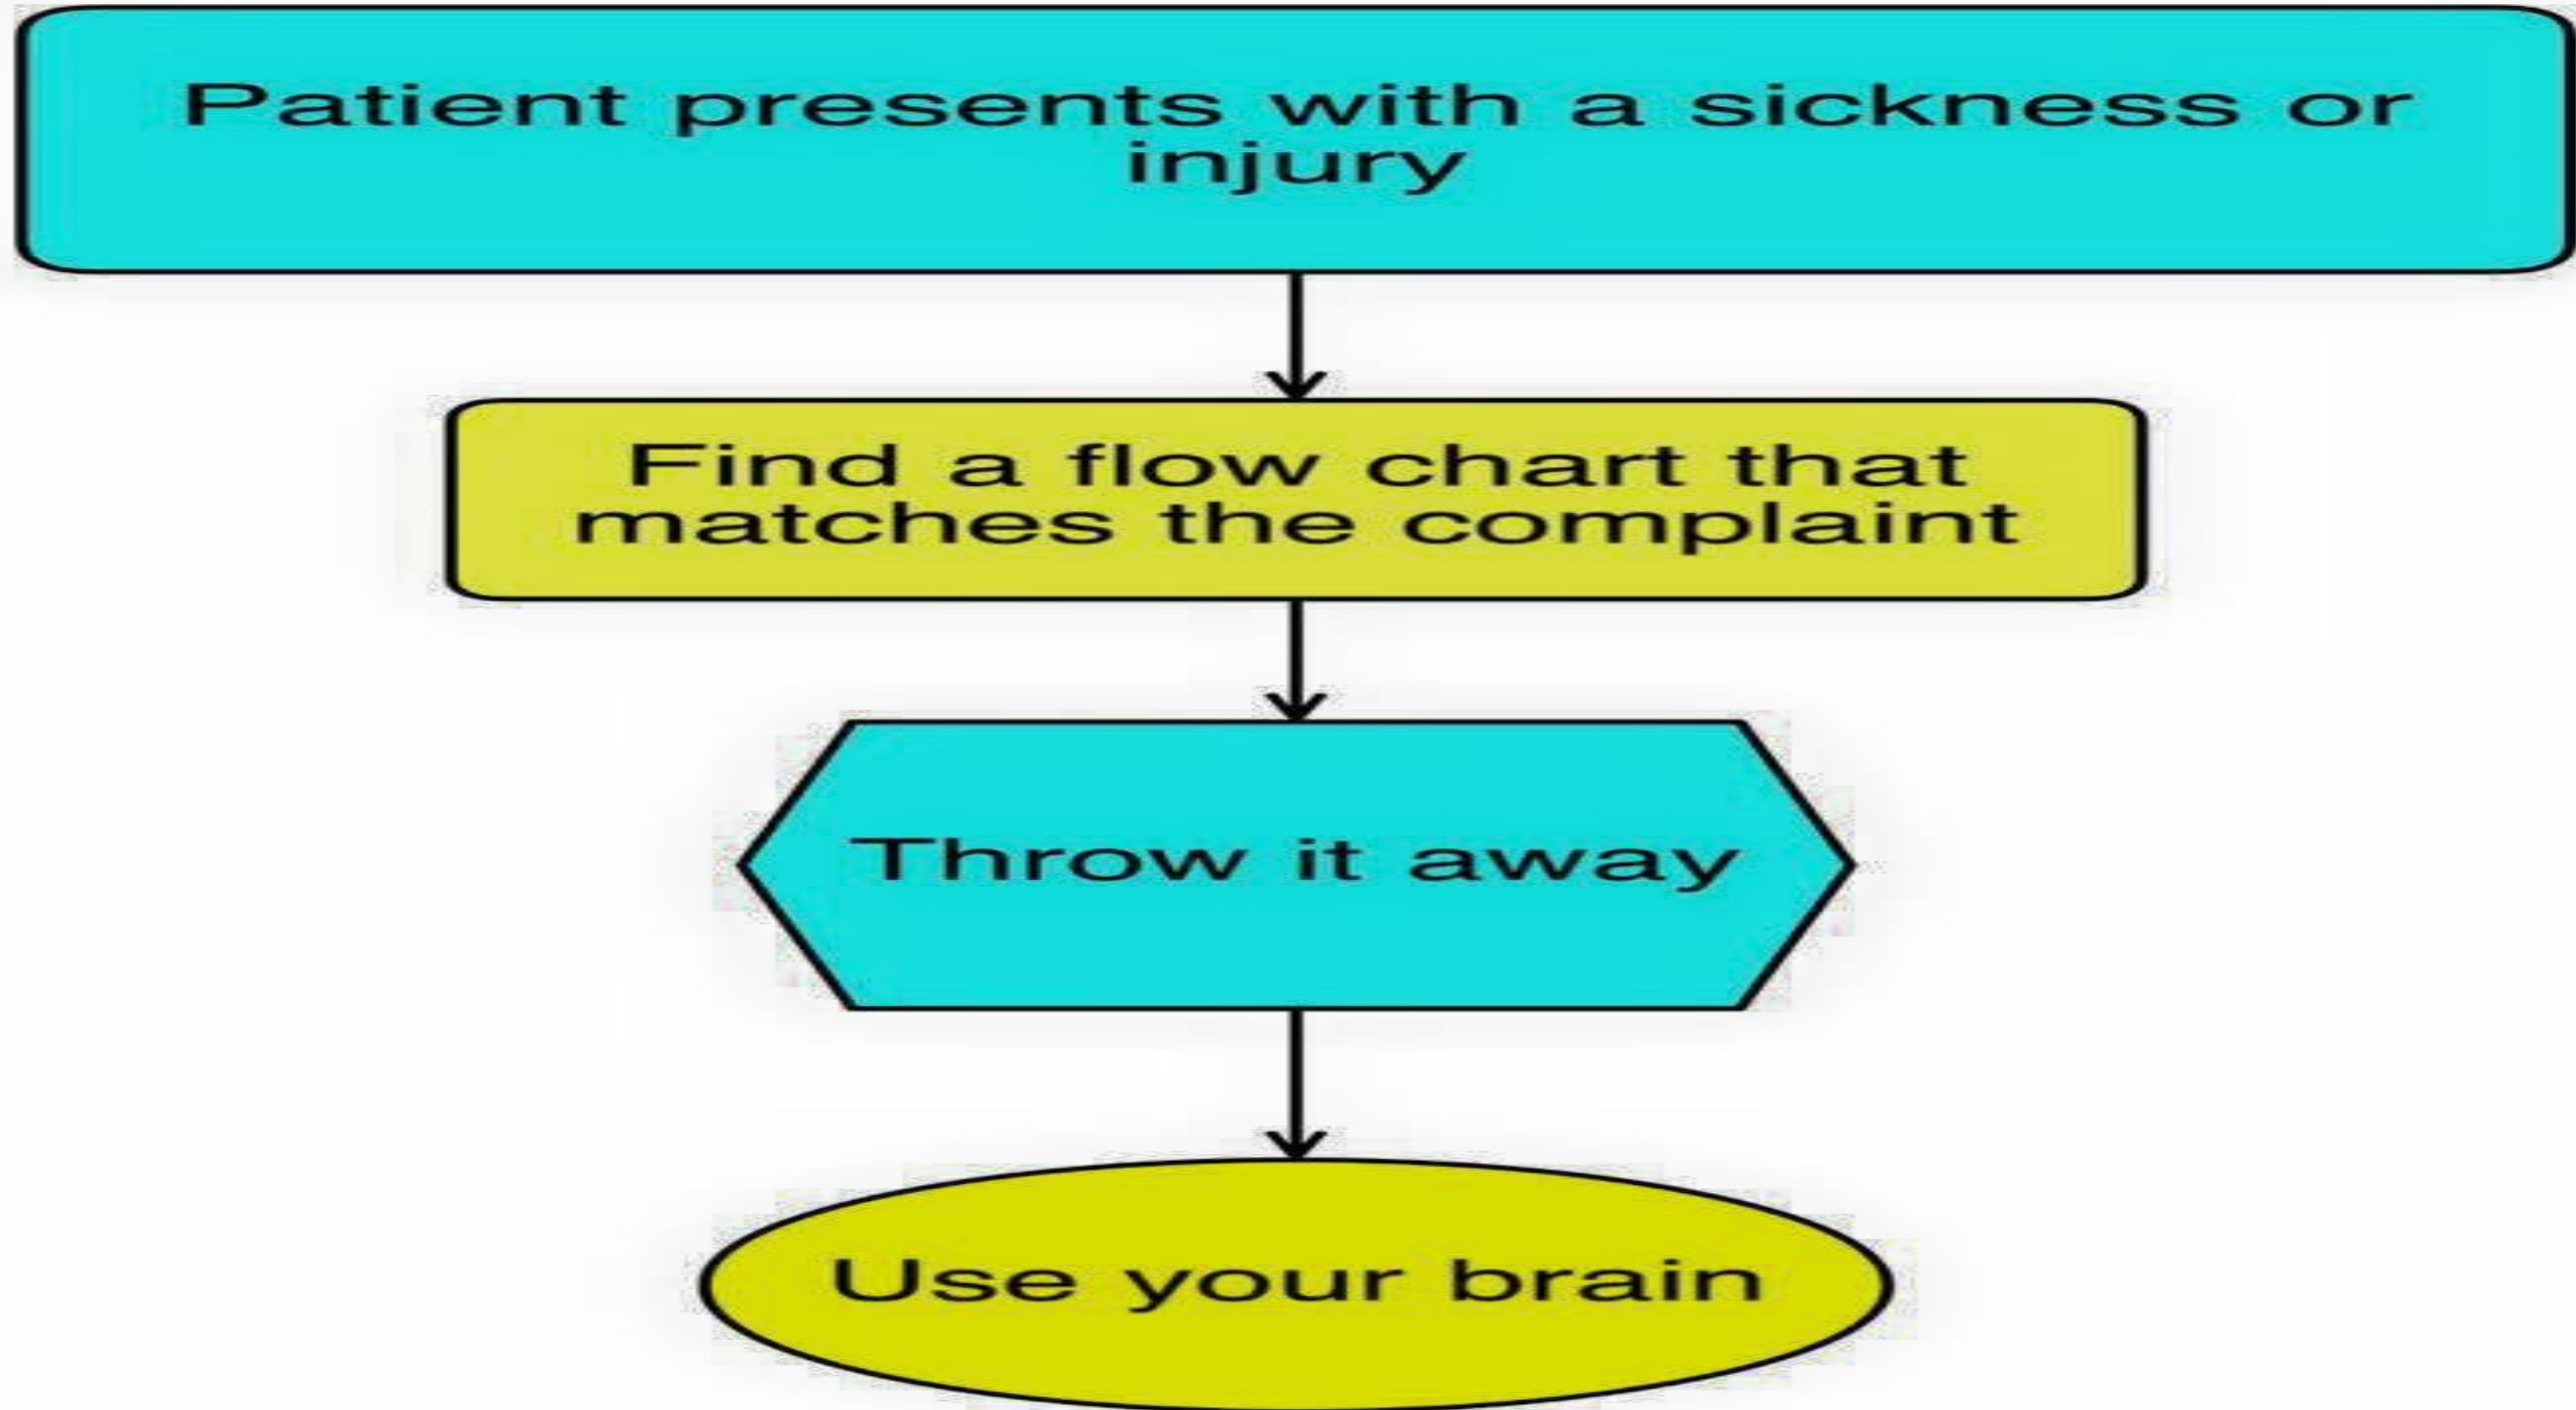 Patient presents with a sickness or
injury
Find a flow chart that
matches the complaint
Throw it away
Use your brain